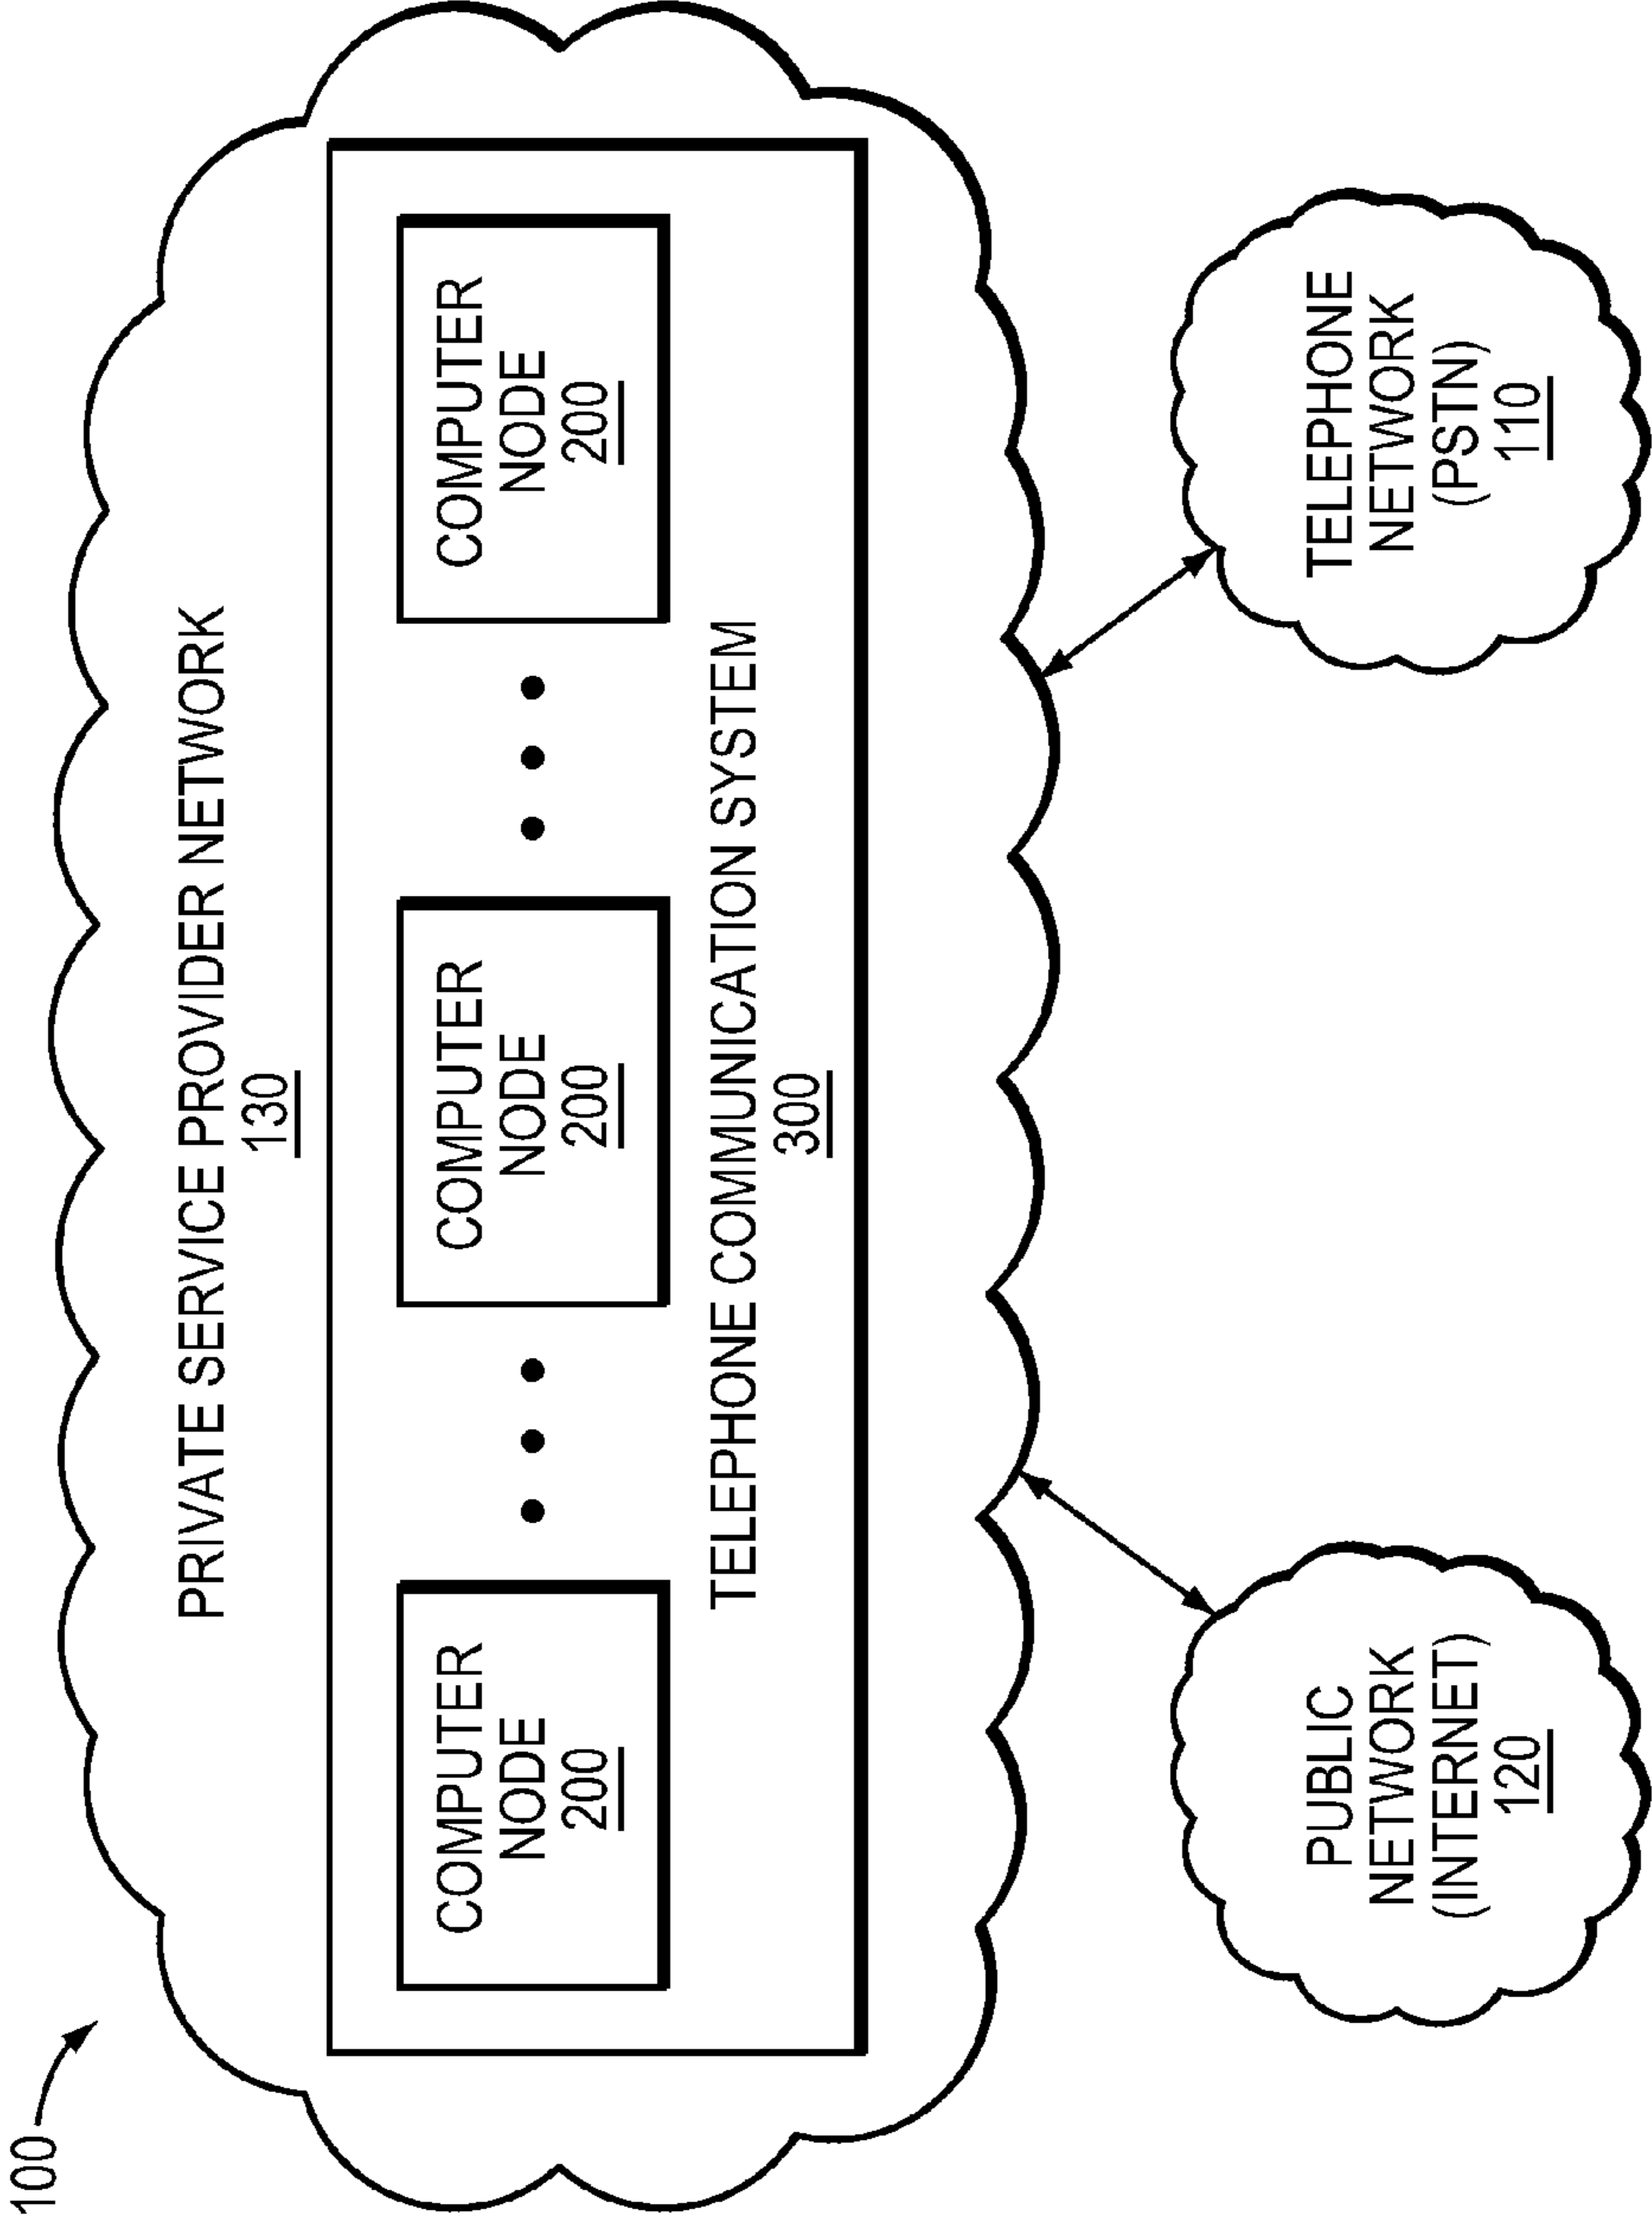 100
PRIVATE SERVICE PROVIDER NETWORK
130
COMPUTER
NODE
200
COMPUTER
NODE
200
COMPUTER
NODE
200
TELEPHONE COMMUNICATION SYSTEM
300
PUBLIC
NETWORK
(INTERNET)
120
TELEPHONE
NETWORK
(PSTN)
110